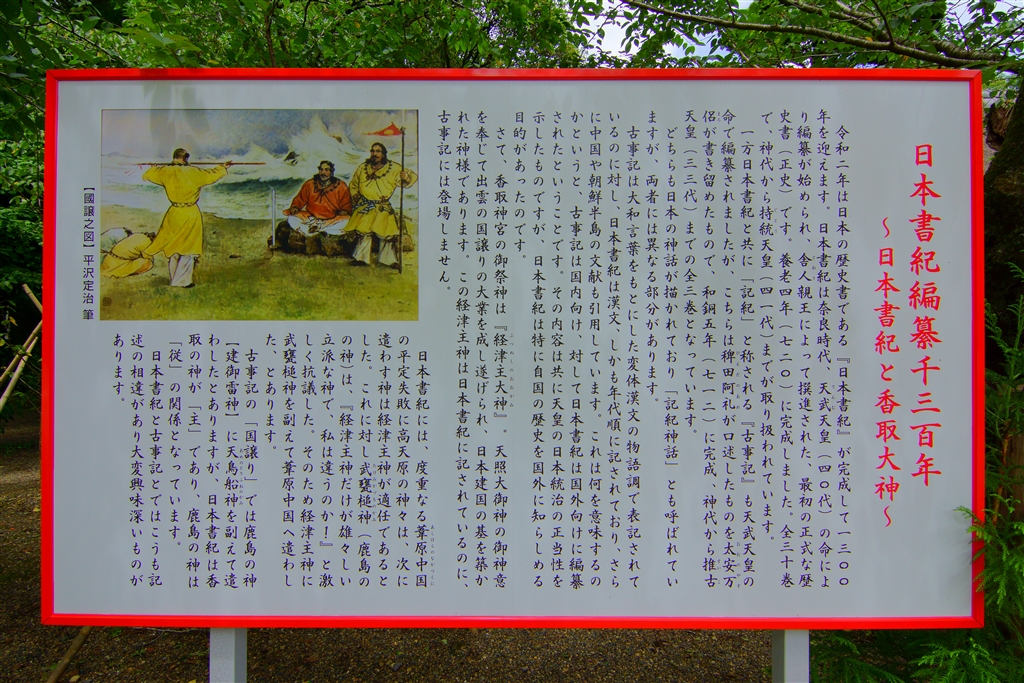 日本書紀編纂千三百年
～日本書紀と香取大神～
令和二年は日本の歴史書である『日本書紀』が完成して一三〇〇
年を迎えます。日本書紀は奈良時代、天武天皇（四〇代）の命によ
り編纂が始められ、舎人親王によって撰進された、最初の正式な歴
史書（正史）です。養老四年（七二〇）に完成しました。全三十巻
で、神代から持統天皇（四一代）までが取り扱われています。
一方日本書紀と共に「記紀」と称される『古事記』も天武天皇の
命で編纂されましたが、こちらは稗田阿礼が口述したものを太安万
侶が書き留めたもので、和銅五年（七一二）に完成、神代から推古
天皇（三三代）までの全三巻となっています。
どちらも日本の神話が描かれており「記紀神話」とも呼ばれてい
ますが、両者には異なる部分があります。
古事記は大和言葉をもとにした変体漢文の物語調で表記されて
いるのに対し、日本書紀は漢文、しかも年代順に記されており、さら
に中国や朝鮮半島の文献も引用しています。これは何を意味するの
かというと、古事記は国内向け、対して日本書紀は国外向けに編纂
されたということです。その内容は共に天皇の日本統治の正当性を
示したものですが、日本書紀は特に自国の歴史を国外に知らしめる
目的があったのです。
さて、香取神宮の御祭神は『経津主大神』。天照大御神の御神意
を奉じて出雲の国譲りの大業を成し遂げられ、日本建国の基を築か
れた神様であります。この経津主神は日本書紀に記されているのに、
古事記には登場しません。
【國譲之図】平沢定治 筆
日本書紀には、度重なる葦原中国
の平定失敗に高天原の神々は、次に
遣わす神は経津主神が適任であると
した。これに対し武甕槌神（鹿島の
の神）は、『経津主神だけが雄々しい
立派な神で、私は違うのか！』と激
しく抗議した。そのため経津主神に
武甕槌神を副えて葦原中国へ遣わし
た、とあります。
古事記の「国譲り」では鹿島の神
「建御雷神」に天鳥船神を副えて遣
わしたとありますが、日本書紀は香
取の神が「主」であり、鹿島の神は
「従」の関係となっています。
日本書紀と古事記とではこうも記
述の相違があり大変興味深いものが
あります。